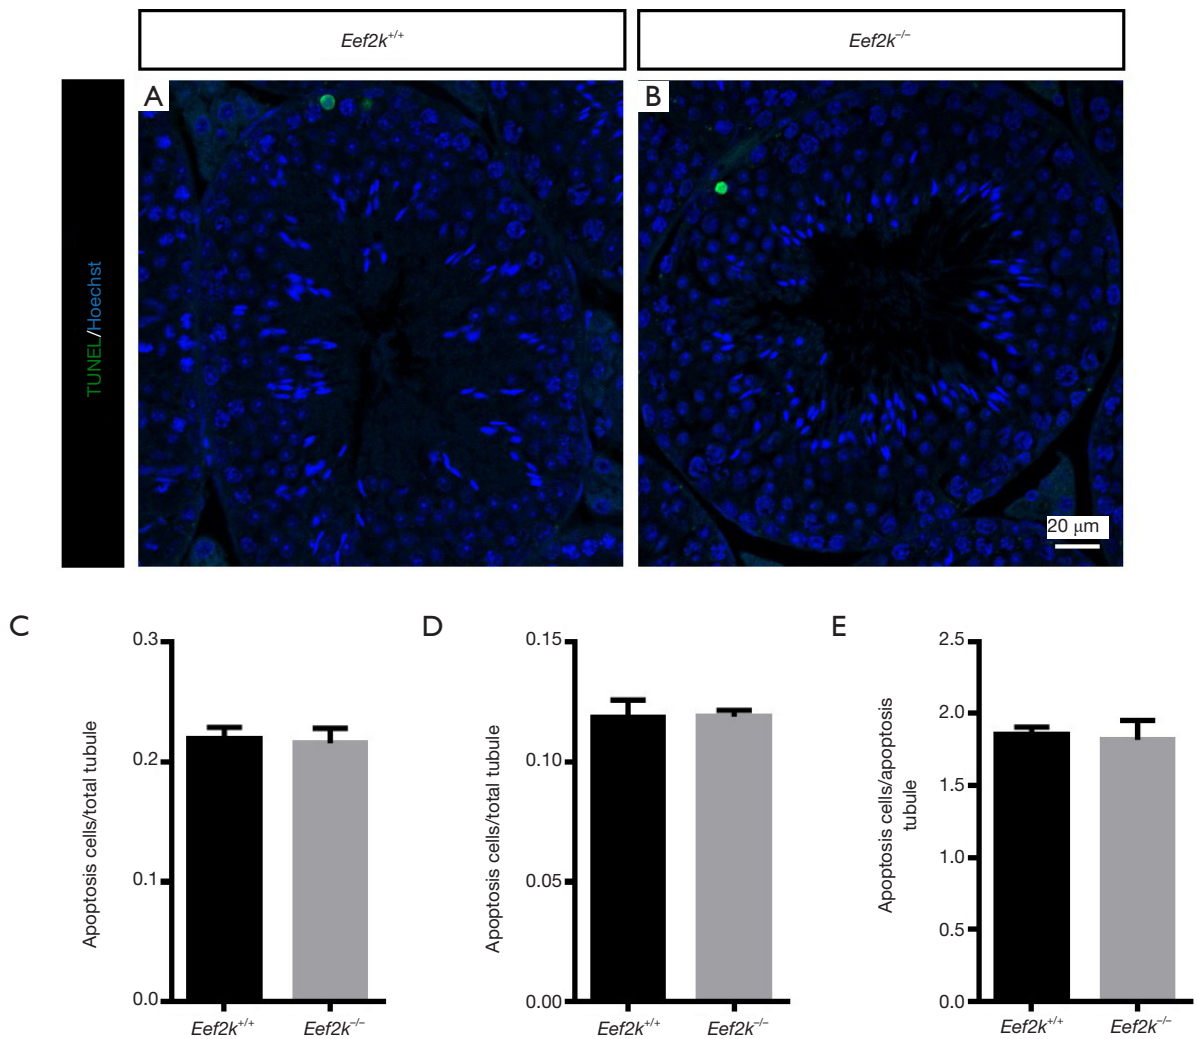 Eef2k+/+
Eef2k−/−
TUNEL/Hoechst
A
B
20 μm
C
Apoptosis cells/total tubule
0.3
0.2
0.1
0.0
Eef2k+/+
Eef2k−/−
D
Apoptosis cells/total tubule
0.15
0.10
0.05
0.00
Eef2k+/+
Eef2k−/−
E
Apoptosis cells/apoptosis
tubule
2.5
2.0
1.5
1.0
0.5
0.0
Eef2k+/+
Eef2k−/−